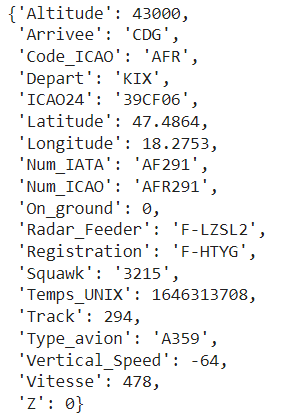 {'Altitude': 43000,
'Arrivee': 'CDG',
'Code_ICAO': 'AFR',
'Depart': 'KIX',
'ICAO24': '39CF06',
'Latitude': 47.4864,
'Longitude': 18.2753,
'Num_IATA': 'AF291',
'Num_ICAO': 'AFR291',
'On_ground': 0,
'Radar_Feeder': 'F-LZSL2',
'Registration': 'F-HTYG',
'Squawk': '3215',
'Temps_UNIX': 1646313708,
'Track': 294,
'Type_avion': 'A359',
'Vertical_Speed': -64,
'Vitesse': 478,
'Z': 0}